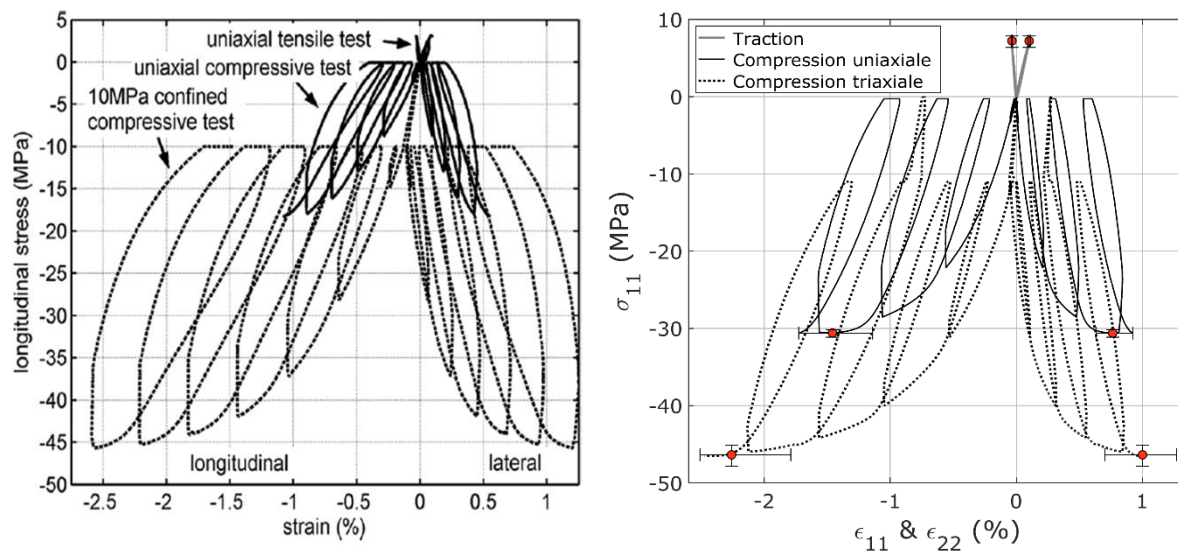 5
0
-5
-10
-15
-20
-25
-30
-35
-40
-45
-50
longitudinal stress (MPa)
uniaxial tensile test
uniaxial compressive test
10MPa confined
compressive test
longitudinal
lateral
-2.5 -2 -1.5 -1 -0.5 0 0.5 1
strain (%)
10
0
-10
-20
-30
-40
-50
σ11 (MPa)
Traction
Compression uniaxiale
Compression triaxiale
-2 -1 0 1
ϵ11 & ϵ22 (%)